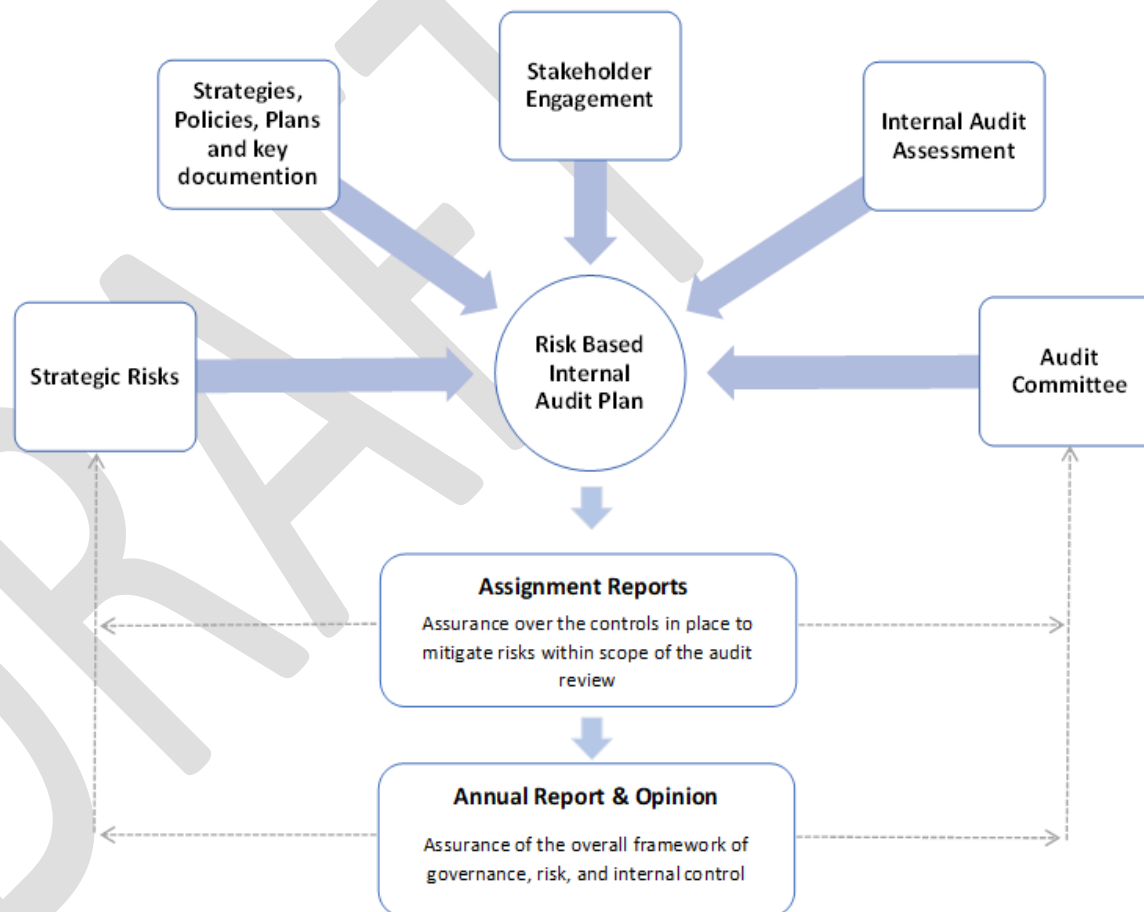 Stakeholder
Engagement
Strategies,
Policies, Plans
and key
documention
Internal Audit
Assessment
Strategic Risks
Risk Based
Internal
Audit Plan
Audit
Committee
Assignment Reports
Assurance over the controls in place to
mitigate risks within scope of the audit
review
Annual Report & Opinion
Assurance of the overall framework of
governance, risk, and internal control
DRAFT